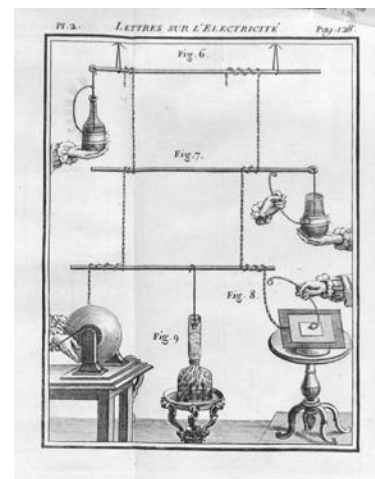 Pl. 2. LETTRES SUR L'ELECTRICITÉ Pag. 128.
Fig. 6.
Fig. 7.
Fig. 8.
Fig. 9